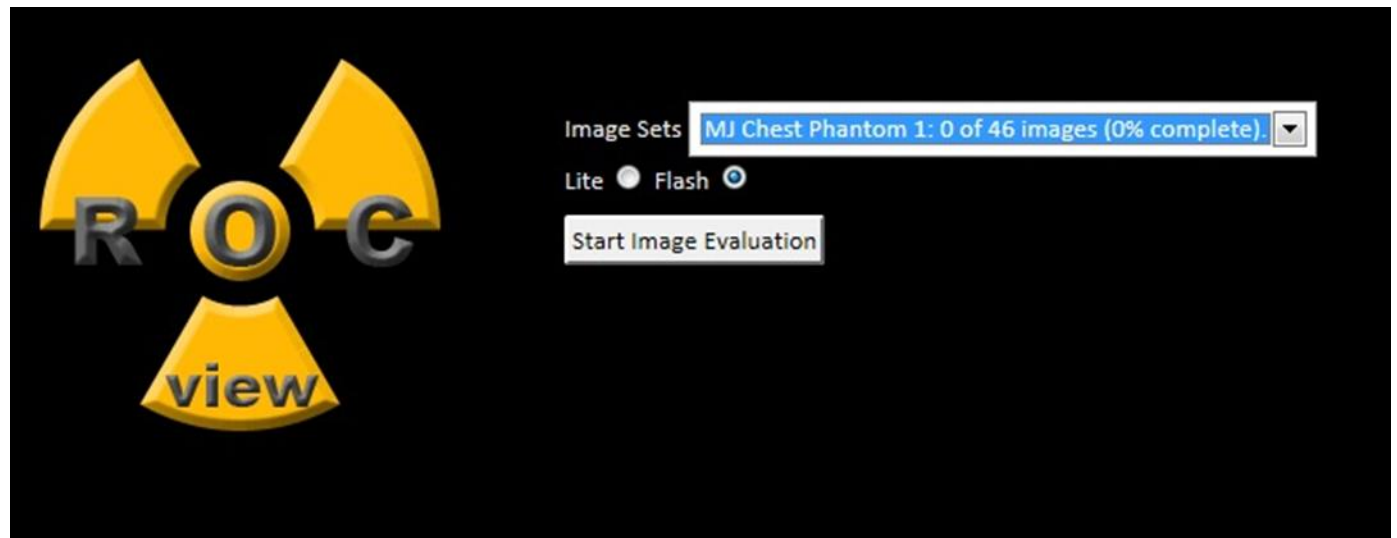 R O C
view
Image Sets MJ Chest Phantom 1: 0 of 46 images (0% complete).
Lite Flash
Start Image Evaluation